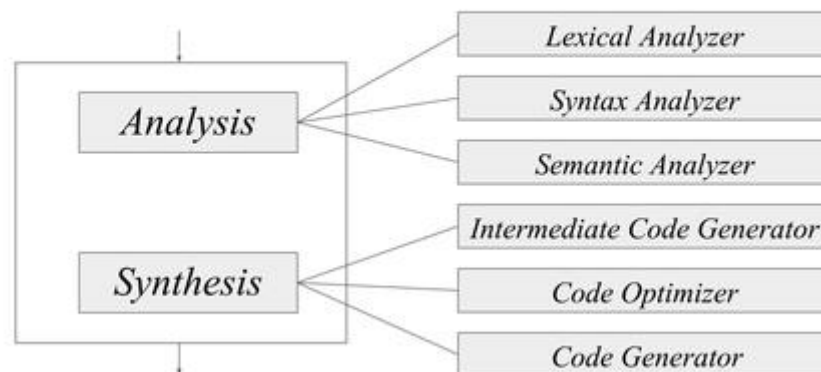 Lexical Analyzer
Analysis
Syntax Analyzer
Semantic Analyzer
Intermediate Code Generator
Synthesis
Code Optimizer
Code Generator